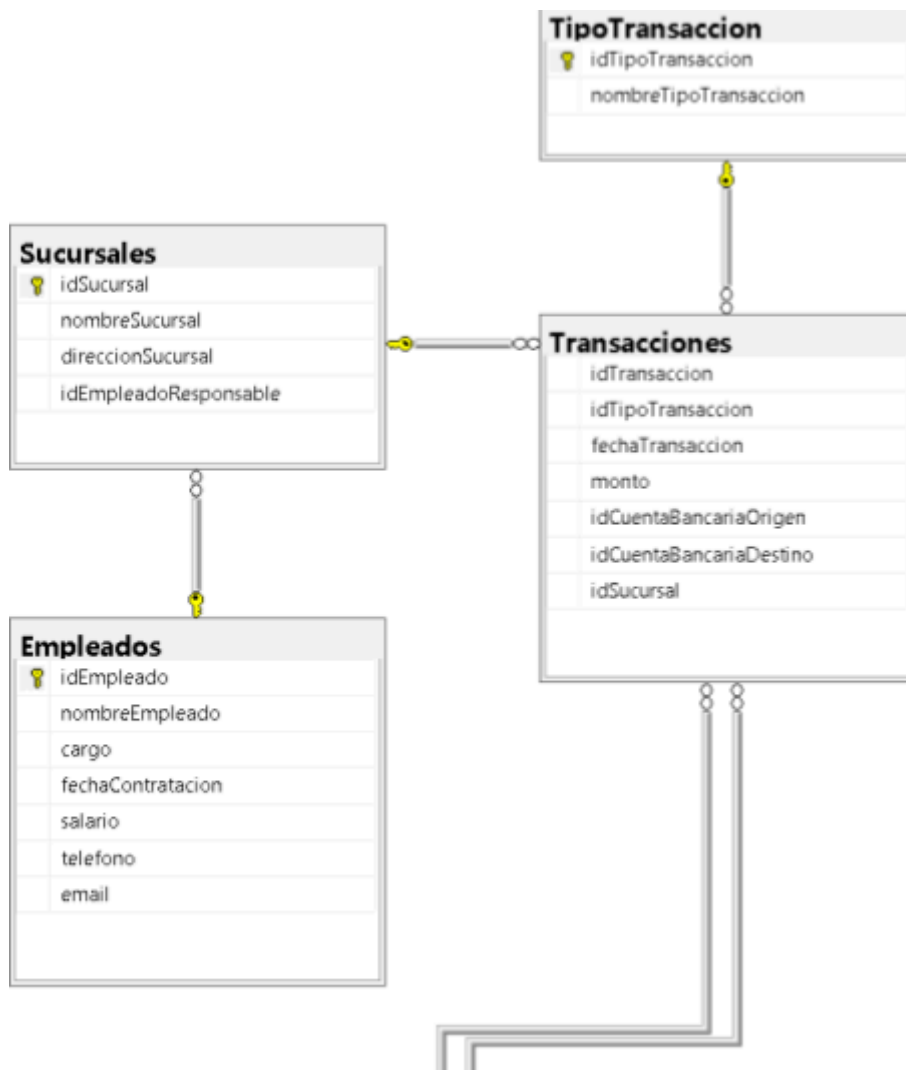 TipoTransaccion
idTipoTransaccion
nombreTipoTransaccion
Sucursales
idSucursal
nombreSucursal
direccionSucursal
idEmpleadoResponsable
Transacciones
idTransaccion
idTipoTransaccion
fechaTransaccion
monto
idCuentaBancariaOrigen
idCuentaBancariaDestino
idSucursal
Empleados
idEmpleado
nombreEmpleado
cargo
fechaContratacion
salario
telefono
email